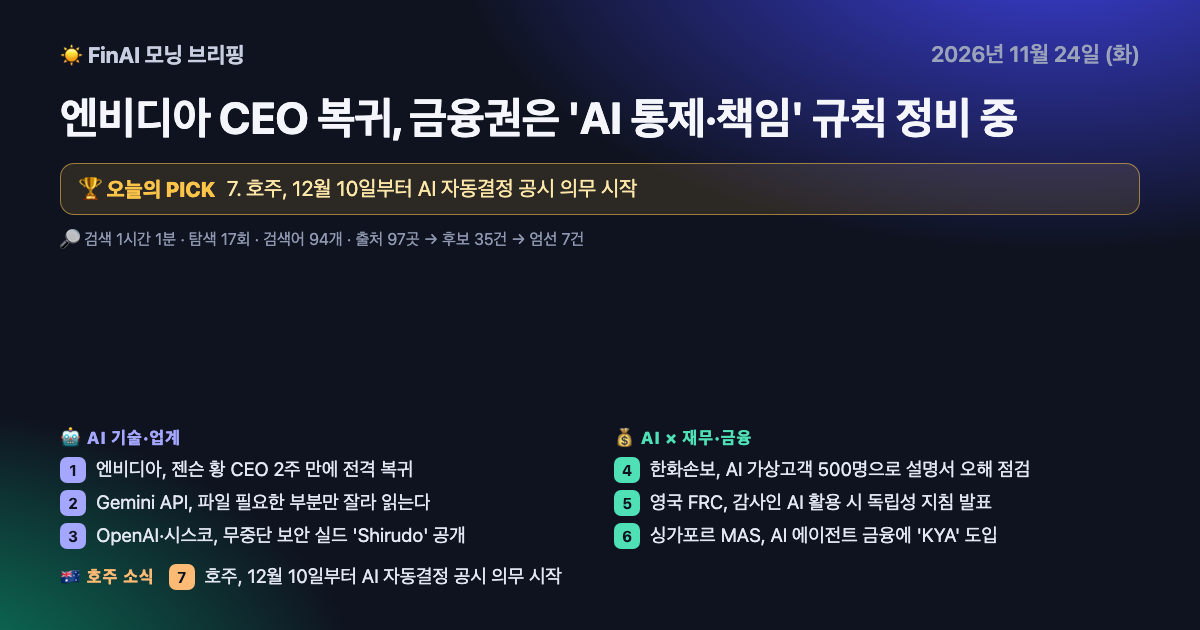 ☀️ FinAI 모닝 브리핑
2026년 11월 24일 (화)
엔비디아 CEO 복귀, 금융권은 'AI 통제·책임' 규칙 정비 중
🏆 오늘의 PICK 7. 호주, 12월 10일부터 AI 자동결정 공시 의무 시작
🔎 검색 1시간 1분 · 탐색 17회 · 검색어 94개 · 출처 97곳 → 후보 35건 → 엄선 7건
🤖 AI 기술·업계
1 엔비디아, 젠슨 황 CEO 2주 만에 전격 복귀
2 Gemini API, 파일 필요한 부분만 잘라 읽는다
3 OpenAI·시스코, 무중단 보안 실드 'Shirudo' 공개
💰 AI × 재무·금융
4 한화손보, AI 가상고객 500명으로 설명서 오해 점검
5 영국 FRC, 감사인 AI 활용 시 독립성 지침 발표
6 싱가포르 MAS, AI 에이전트 금융에 'KYA' 도입
🇦🇺 호주 소식 7 호주, 12월 10일부터 AI 자동결정 공시 의무 시작